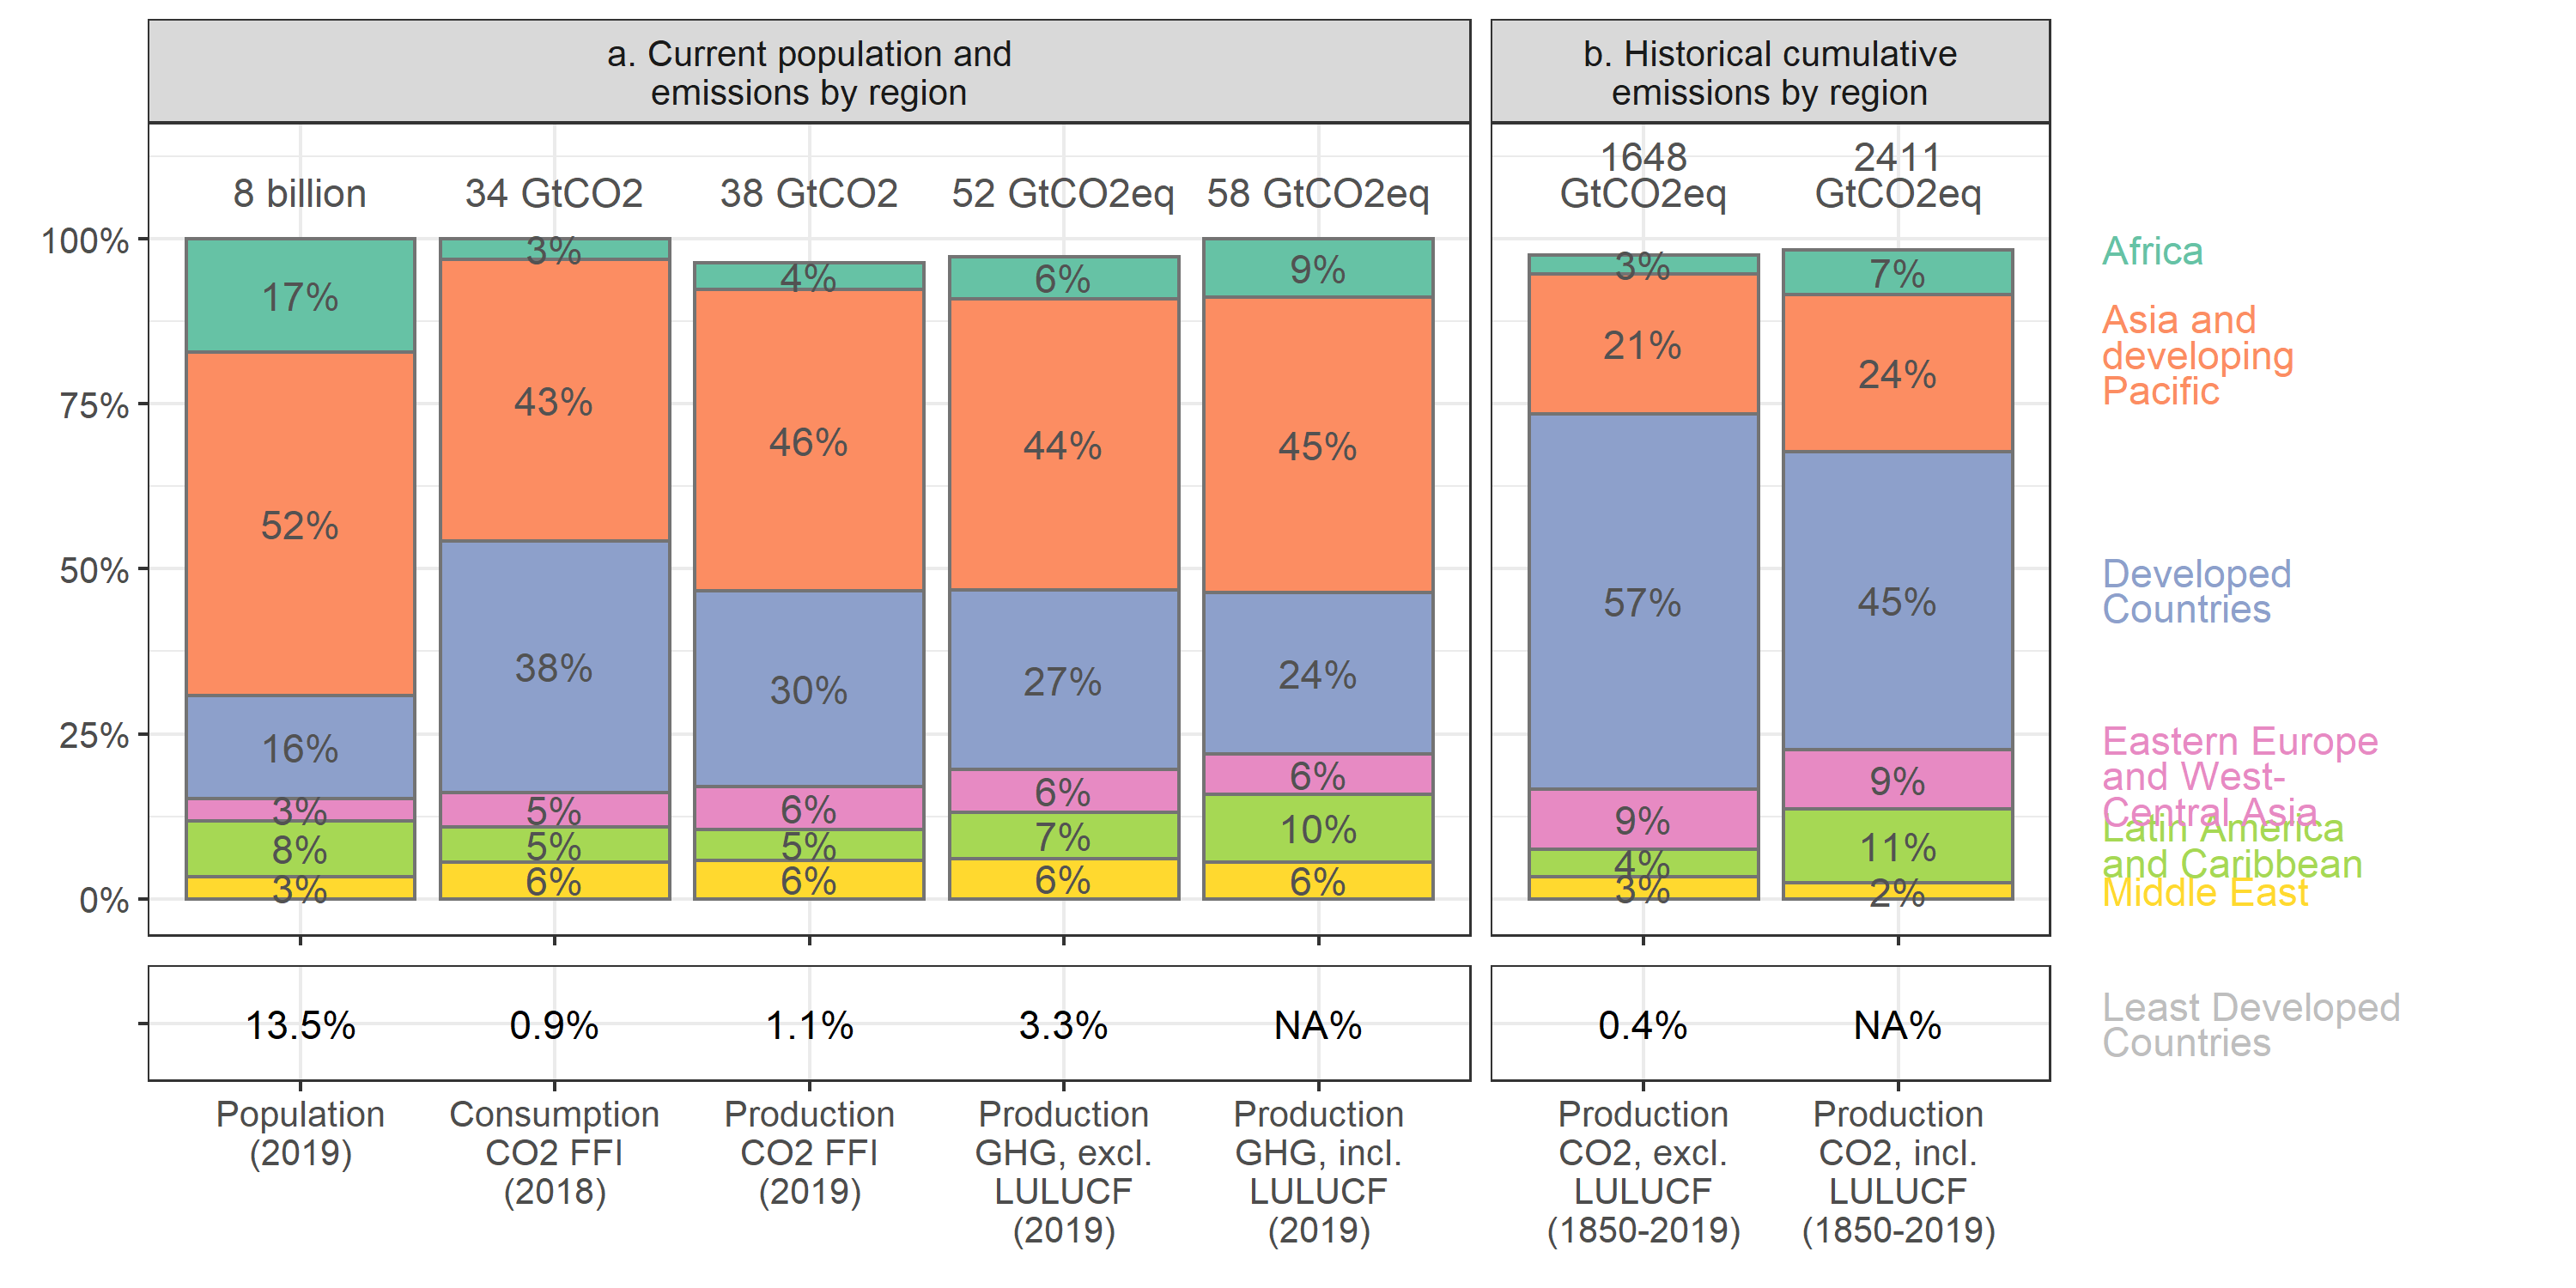 a. Current population and
emissions by region
b. Historical cumulative
emissions by region
8 billion
34 GtCO2
38 GtCO2
52 GtCO2eq
58 GtCO2eq
1648
GtCO2eq
2411
GtCO2eq
100%
75%
50%
25%
0%
17%
52%
16%
3%
8%
3%
3%
43%
38%
5%
5%
6%
4%
46%
30%
6%
5%
6%
6%
44%
27%
6%
7%
6%
9%
45%
24%
6%
10%
6%
3%
21%
57%
9%
4%
3%
7%
24%
45%
9%
11%
2%
Africa
Asia and
developing
Pacific
Developed
Countries
Eastern Europe
and West-
Central Asia
Latin America
and Caribbean
Middle East
13.5%
0.9%
1.1%
3.3%
NA%
0.4%
NA%
Least Developed
Countries
Population
(2019)
Consumption
CO2 FFI
(2018)
Production
CO2 FFI
(2019)
Production
GHG, excl.
LULUCF
(2019)
Production
GHG, incl.
LULUCF
(2019)
Production
CO2, excl.
LULUCF
(1850-2019)
Production
CO2, incl.
LULUCF
(1850-2019)